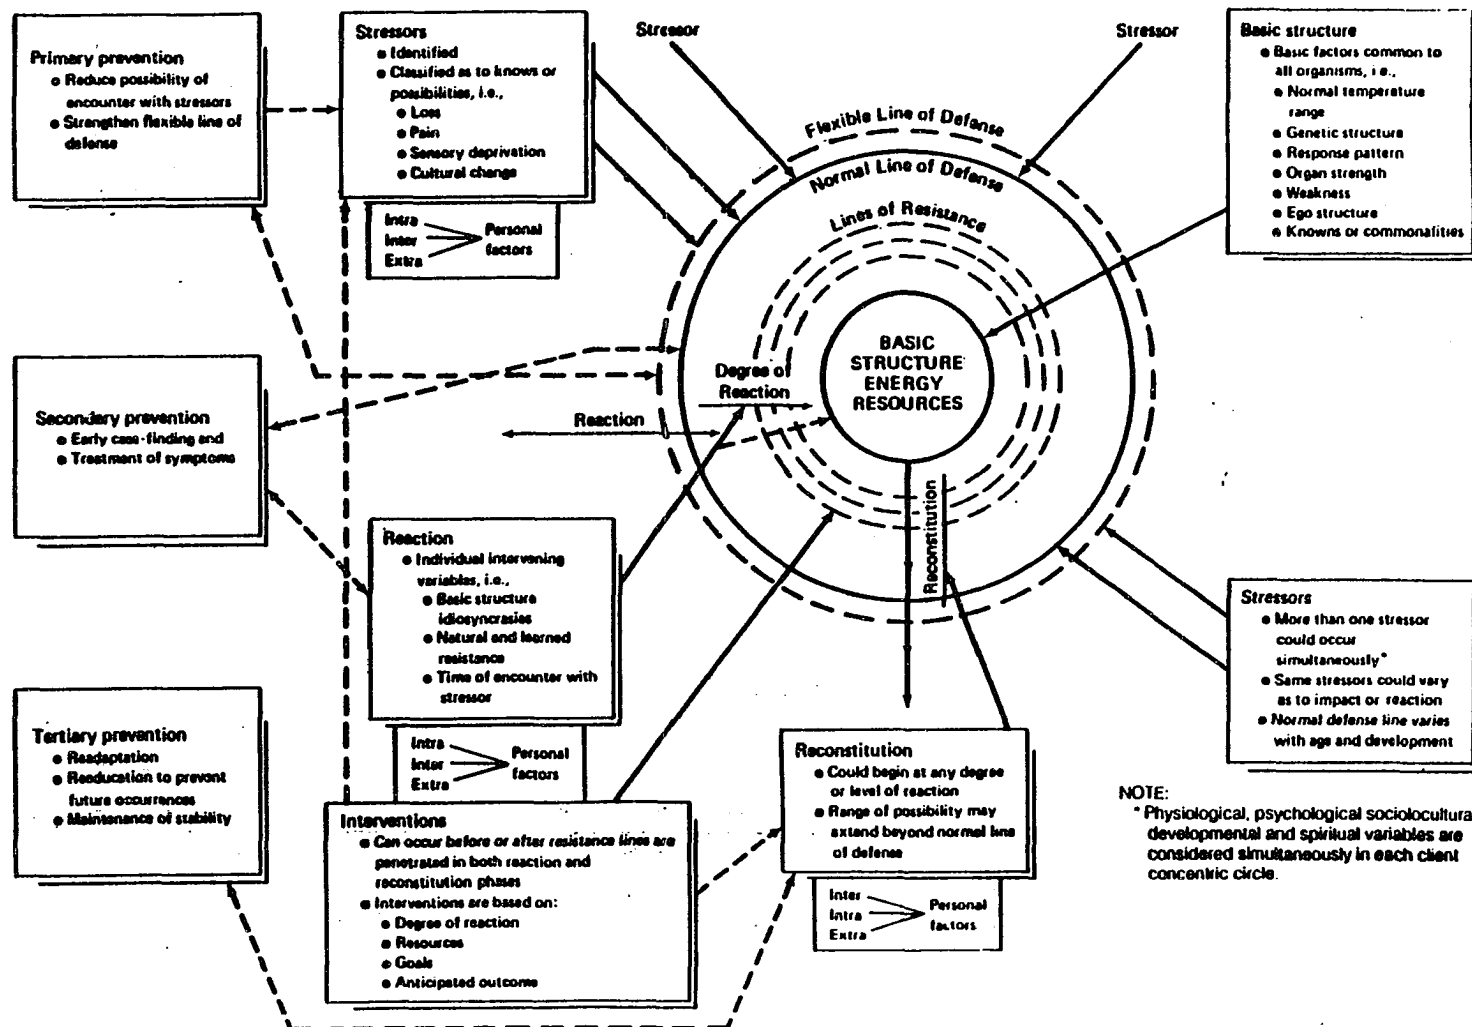 Primary prevention
● Reduce possibility of
encounter with stressors
● Strengthen flexible line of
defense
Stressors
● Identified
● Classified as to knows or
possibilities, i.e.,
● Loss
● Pain
● Sensory deprivation
● Cultural change
Intra
Inter
Extra
Personal
factors
Stressor
Stressor
Basic structure
● Basic factors common to
all organisms, i e.,
● Normal temperature
range
● Genetic structure
● Response pattern
● Organ strength
● Weakness
● Ego structure
● Knowns or commonalities
Flexible Line of Defense
Normal Line of Defense
Lines of Resistance
BASIC
STRUCTURE
ENERGY
RESOURCES
Degree of
Reaction
Reaction
Reconstitution
Secondary prevention
● Early case-finding and
● Treatment of symptoms
Reaction
● Individual intervening
variables, i.e.,
● Basic structure
idiosyncrasies
● Natural and learned
resistance
● Time of encounter with
stressor
Intra
Inter
Extra
Personal
factors
Stressors
● More than one stressor
could occur
simultaneously*
● Same stressors could vary
as to impact or reaction
● Normal defense line varies
with age and development
Tertiary prevention
● Readaptation
● Reeducation to prevent
future occurrences
● Maintenance of stability
Interventions
● Can occur before or after resistance lines are
penetrated in both reaction and
reconstitution phases
● Interventions are based on:
● Degree of reaction
● Resources
● Goals
● Anticipated outcome
Reconstitution
● Could begin at any degree
or level of reaction
● Range of possibility may
extend beyond normal line
of defense
Inter
Intra
Extra
Personal
factors
NOTE:
* Physiological, psychological sociolocultura
developmental and spiritual variables are
considered simultaneously in each client
concentric circle.